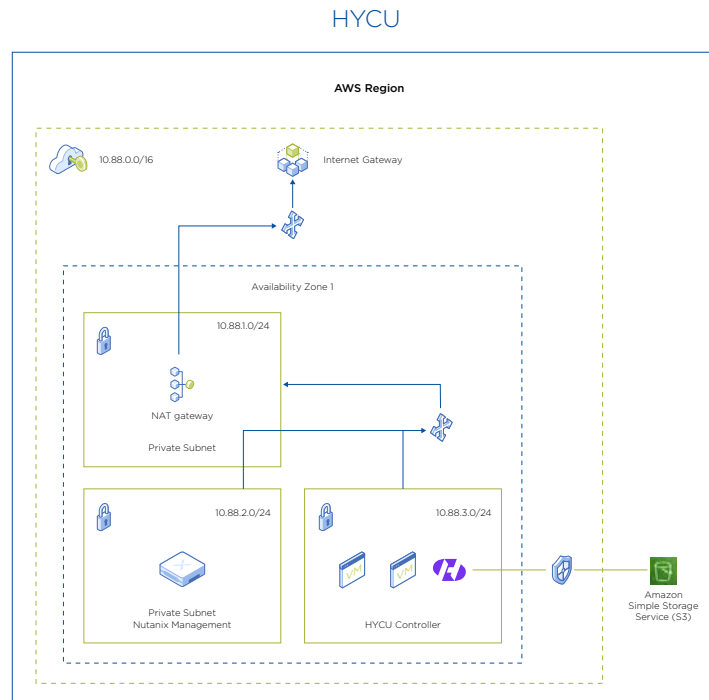 HYCU
AWS Region
10.88.0.0/16
Internet Gateway
Availability Zone 1
10.88.1.0/24
NAT gateway
Private Subnet
10.88.2.0/24
Private Subnet
Nutanix Management
10.88.3.0/24
VM
VM
HYCU Controller
Amazon
Simple Storage
Service (S3)